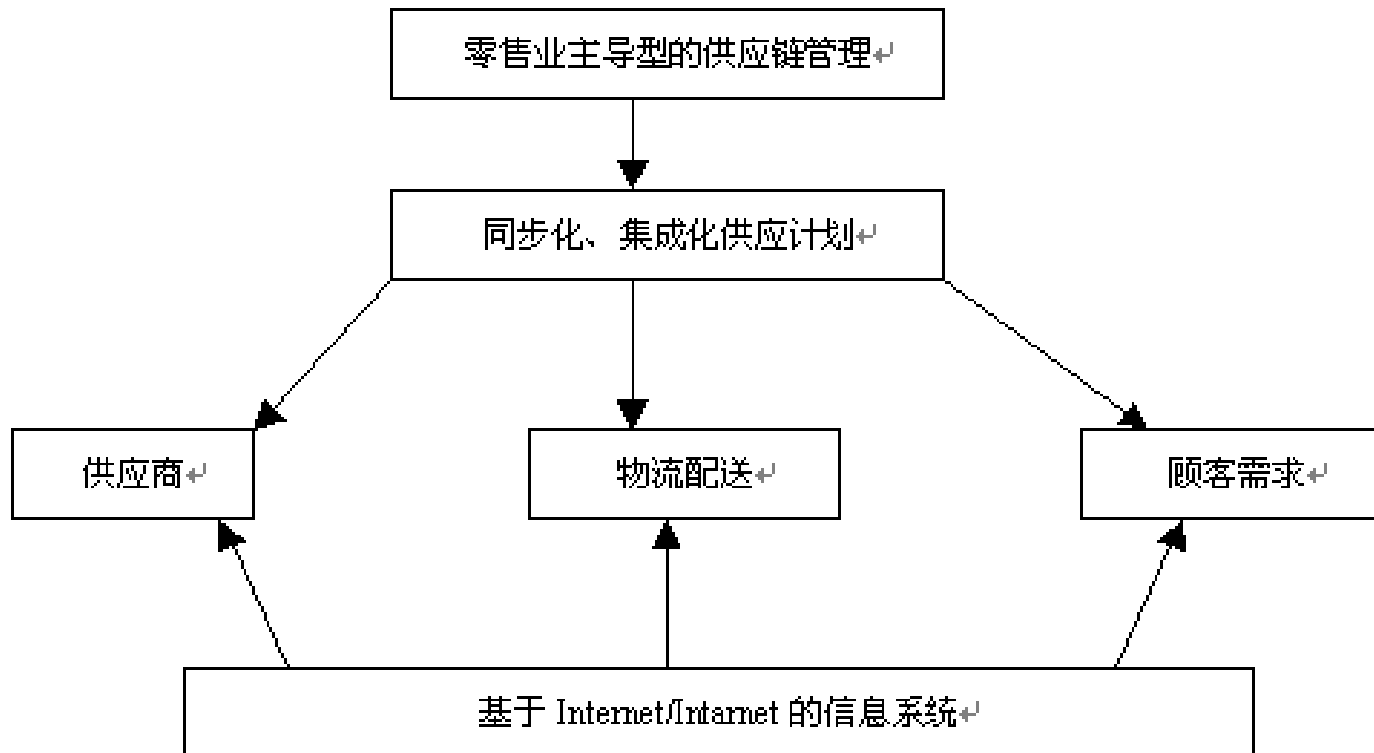 零售业主导型的供应链管理↵
同步化、集成化供应计划↵
供应商↵
物流配送↵
顾客需求↵
基于 Internet/Intarnet 的信息系统↵